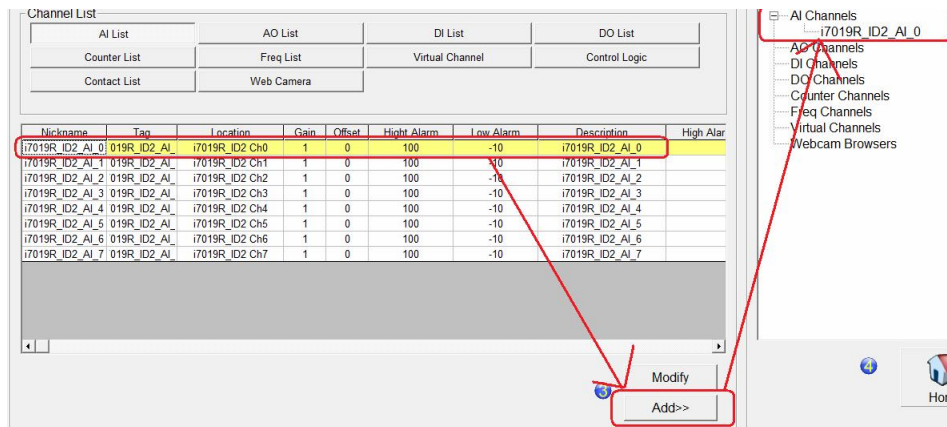 Channel List
AI List AO List DI List DO List
Counter List Freq List Virtual Channel Control Logic
Contact List Web Camera
Nickname Tag Location Gain Offset Hight Alarm Low Alarm Description High Alar
i7019R_ID2_AI_0 019R_ID2_AI_ i7019R_ID2 Ch0 1 0 100 -10 i7019R_ID2_AI_0
i7019R_ID2_AI_1 019R_ID2_AI_ i7019R_ID2 Ch1 1 0 100 -10 i7019R_ID2_AI_1
i7019R_ID2_AI_2 019R_ID2_AI_ i7019R_ID2 Ch2 1 0 100 -10 i7019R_ID2_AI_2
i7019R_ID2_AI_3 019R_ID2_AI_ i7019R_ID2 Ch3 1 0 100 -10 i7019R_ID2_AI_3
i7019R_ID2_AI_4 019R_ID2_AI_ i7019R_ID2 Ch4 1 0 100 -10 i7019R_ID2_AI_4
i7019R_ID2_AI_5 019R_ID2_AI_ i7019R_ID2 Ch5 1 0 100 -10 i7019R_ID2_AI_5
i7019R_ID2_AI_6 019R_ID2_AI_ i7019R_ID2 Ch6 1 0 100 -10 i7019R_ID2_AI_6
i7019R_ID2_AI_7 019R_ID2_AI_ i7019R_ID2 Ch7 1 0 100 -10 i7019R_ID2_AI_7
Modify
3
Add>>
AI Channels
i7019R_ID2_AI_0
AO Channels
DI Channels
DO Channels
Counter Channels
Freq Channels
Virtual Channels
Webcam Browsers
4
Hor